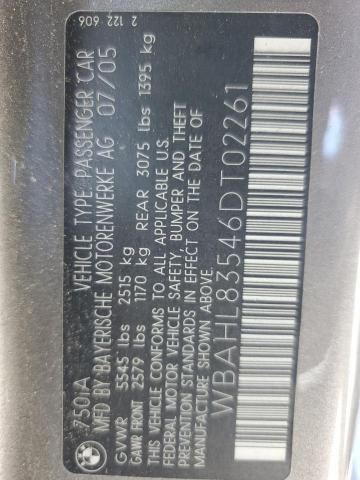 750iA
VEHICLE TYPE: PASSENGER CAR
MFD BY BAYERISCHE MOTORENWERKE AG 07/05
GVWR 5545 lbs 2515 kg
GAWR FRONT 2579 lbs 1170 kg REAR 3075 lbs 1395 kg
THIS VEHICLE CONFORMS TO ALL APPLICABLE U.S.
FEDERAL MOTOR VEHICLE SAFETY, BUMPER AND THEFT
PREVENTION STANDARDS IN EFFECT ON THE DATE OF
MANUFACTURE SHOWN ABOVE.
WBAHL83546DT02261
2 122 606